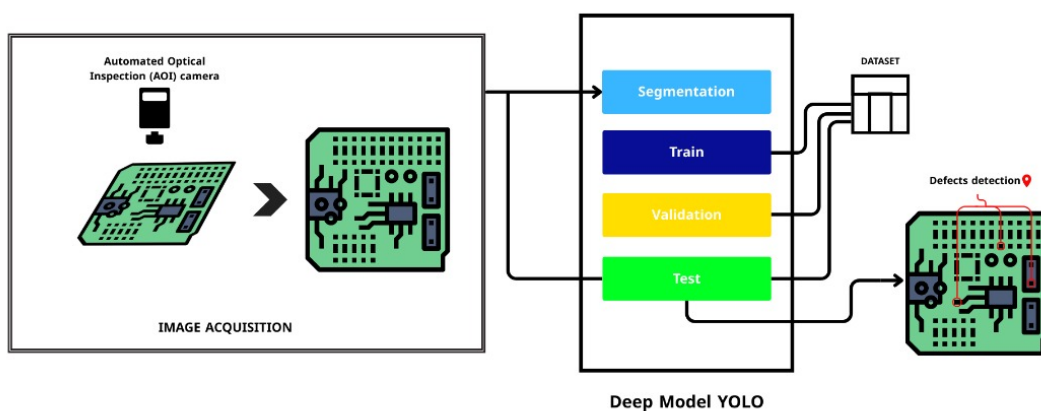 Automated Optical
Inspection (AOI) camera
IMAGE ACQUISITION
Segmentation
Train
Validation
Test
Deep Model YOLO
DATASET
Defects detection